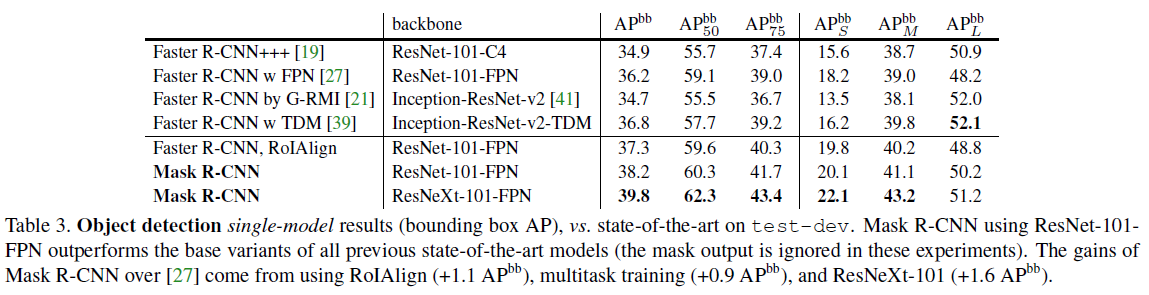 backbone AP^bb AP^bb_50 AP^bb_75 AP^bb_S AP^bb_M AP^bb_L
Faster R-CNN+++ [19] ResNet-101-C4 34.9 55.7 37.4 15.6 38.7 50.9
Faster R-CNN w FPN [27] ResNet-101-FPN 36.2 59.1 39.0 18.2 39.0 48.2
Faster R-CNN by G-RMI [21] Inception-ResNet-v2 [41] 34.7 55.5 36.7 13.5 38.1 52.0
Faster R-CNN w TDM [39] Inception-ResNet-v2-TDM 36.8 57.7 39.2 16.2 39.8 52.1
Faster R-CNN, RoIAlign ResNet-101-FPN 37.3 59.6 40.3 19.8 40.2 48.8
Mask R-CNN ResNet-101-FPN 38.2 60.3 41.7 20.1 41.1 50.2
Mask R-CNN ResNeXt-101-FPN 39.8 62.3 43.4 22.1 43.2 51.2
Table 3. Object detection single-model results (bounding box AP), vs. state-of-the-art on test-dev. Mask R-CNN using ResNet-101-
FPN outperforms the base variants of all previous state-of-the-art models (the mask output is ignored in these experiments). The gains of
Mask R-CNN over [27] come from using RoIAlign (+1.1 AP^bb), multitask training (+0.9 AP^bb), and ResNeXt-101 (+1.6 AP^bb).